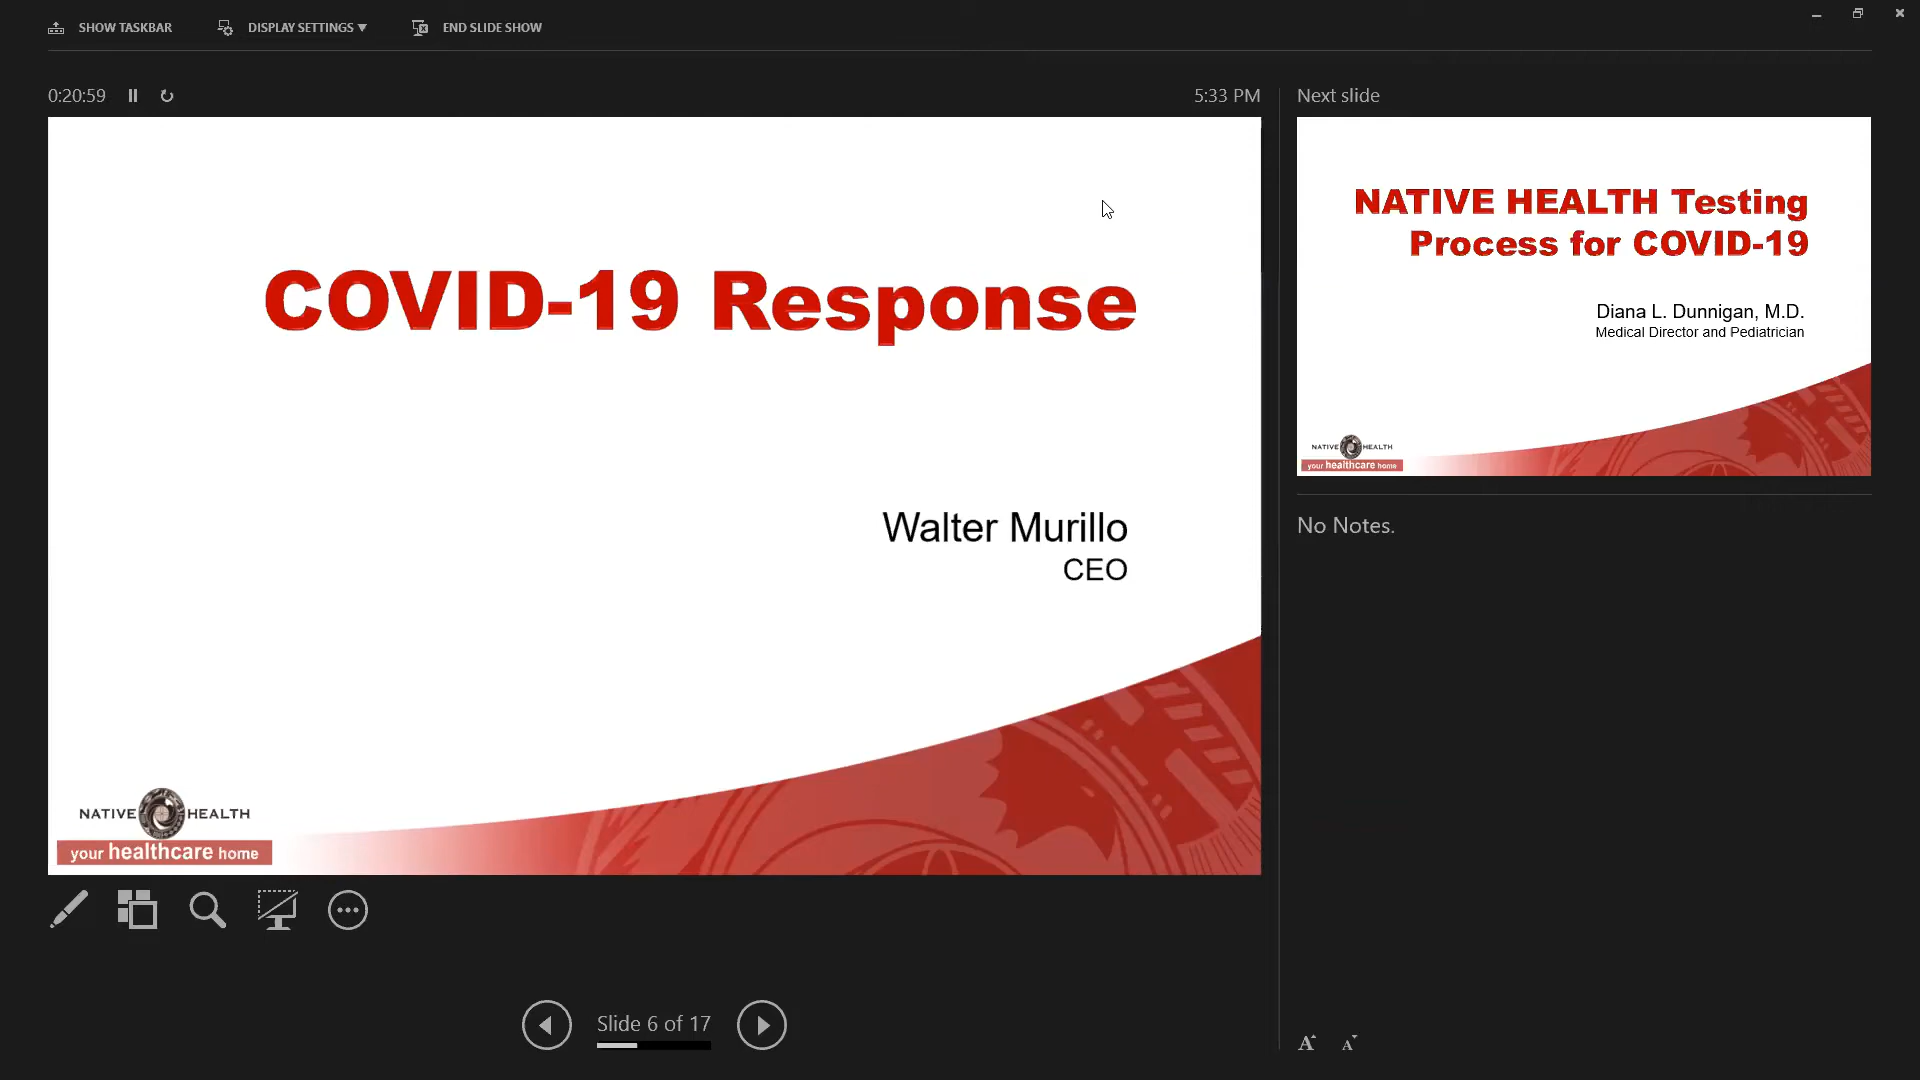 SHOW TASKBAR
DISPLAY SETTINGS
END SLIDE SHOW
0:20:59
5:33 PM
COVID-19 Response
Walter Murillo
CEO
NATIVE HEALTH
your healthcare home
Slide 6 of 17
Next slide
NATIVE HEALTH Testing
Process for COVID-19
Diana L. Dunnigan, M.D.
Medical Director and Pediatrician
NATIVE HEALTH
your healthcare home
No Notes.
A A